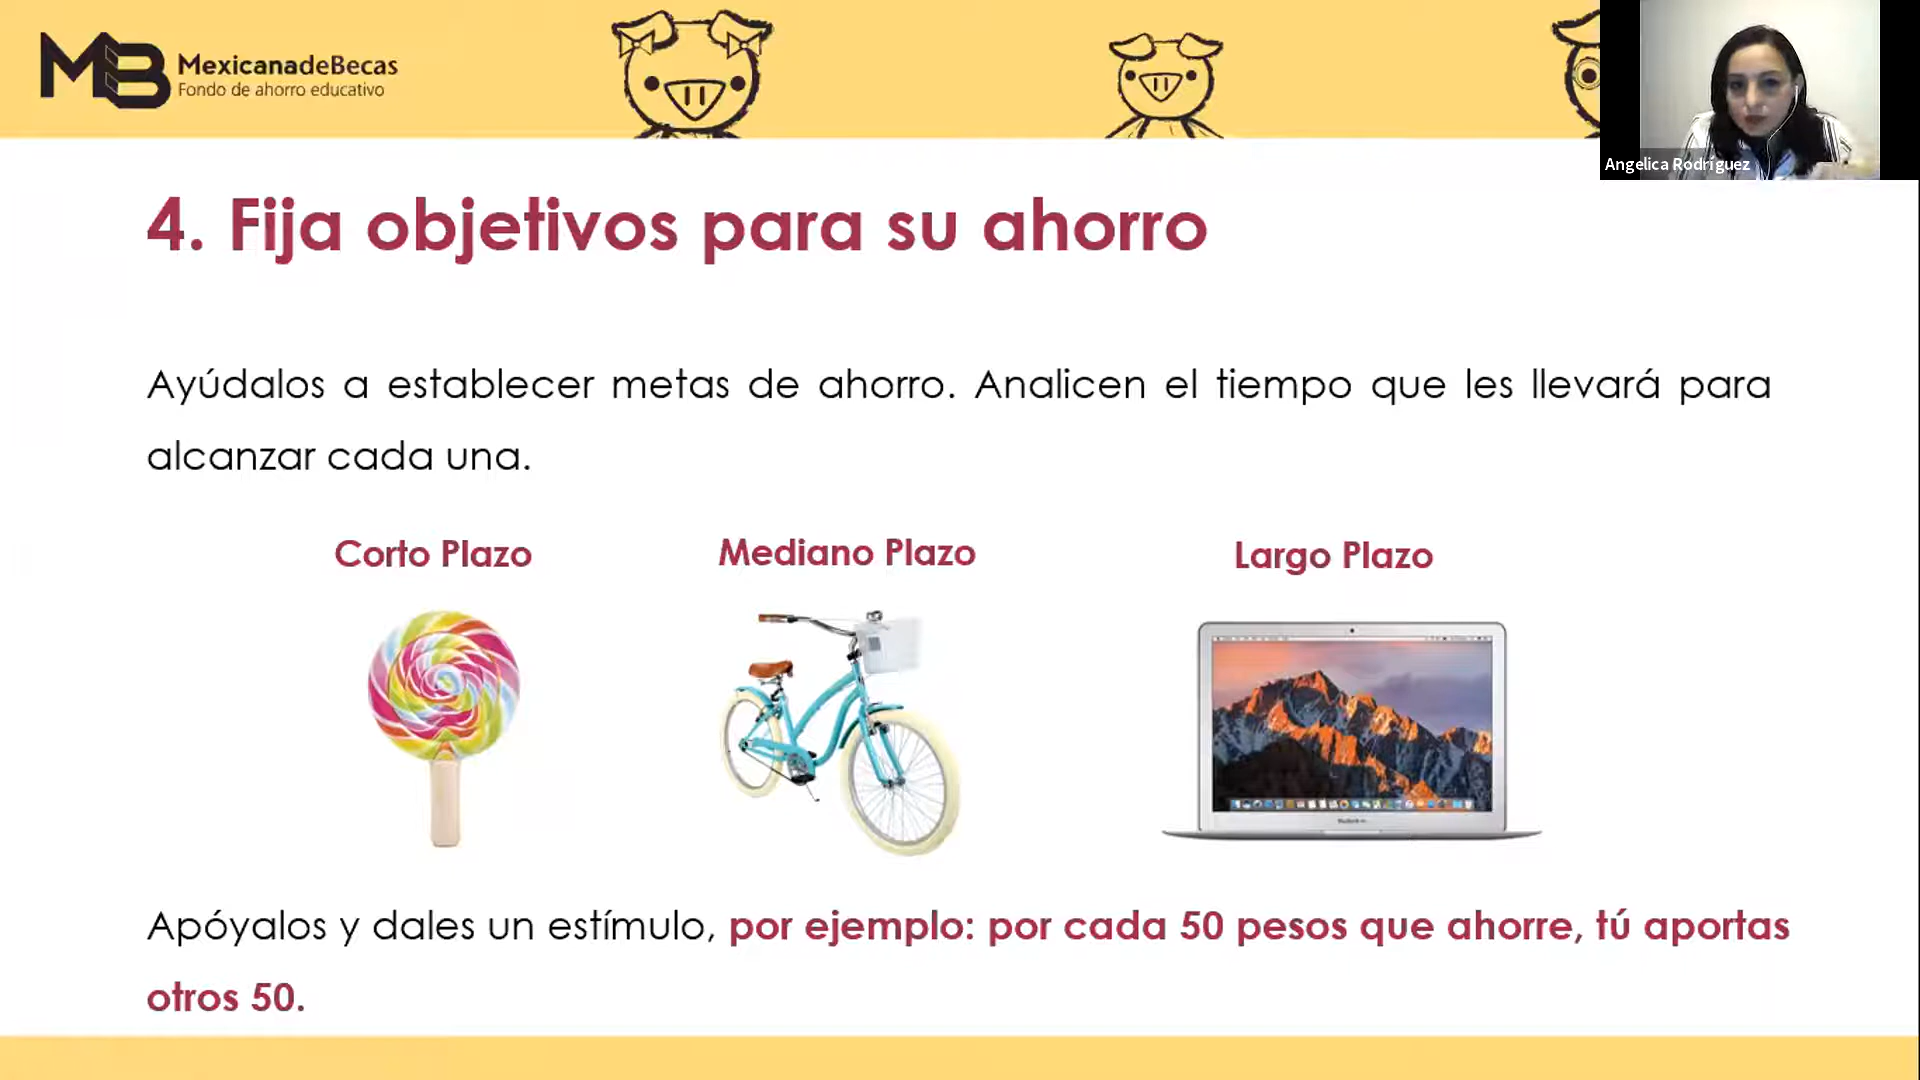 MB MexicanadeBecas
Fondo de ahorro educativo
Angelica Rodríguez
4. Fija objetivos para su ahorro
Ayúdalos a establecer metas de ahorro. Analicen el tiempo que les llevará para
alcanzar cada una.
Corto Plazo
Mediano Plazo
Largo Plazo
Apóyalos y dales un estímulo, por ejemplo: por cada 50 pesos que ahorre, tú aportas
otros 50.